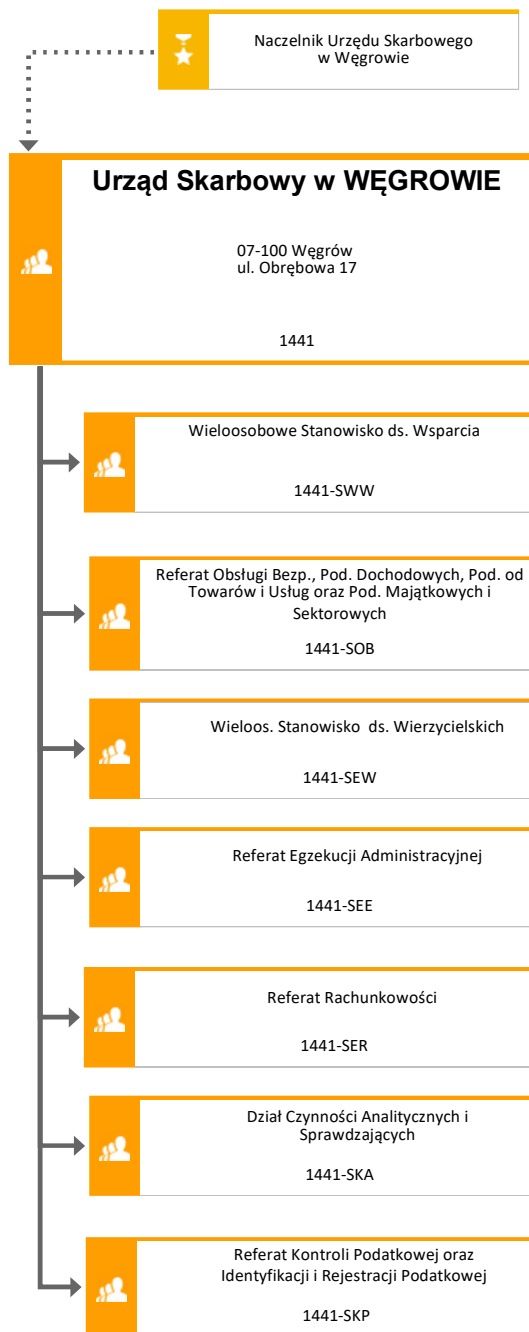 Naczelnik Urzędu Skarbowego
w Węgrowie
Urząd Skarbowy w WĘGROWIE
07-100 Węgrów
ul. Obrębowa 17
1441
Wieloosobowe Stanowisko ds. Wsparcia
1441-SWW
Referat Obsługi Bezp., Pod. Dochodowych, Pod. od
Towarów i Usług oraz Pod. Majątkowych i
Sektorowych
1441-SOB
Wieloos. Stanowisko ds. Wierzycielskich
1441-SEW
Referat Egzekucji Administracyjnej
1441-SEE
Referat Rachunkowości
1441-SER
Dział Czynności Analitycznych i
Sprawdzających
1441-SKA
Referat Kontroli Podatkowej oraz
Identyfikacji i Rejestracji Podatkowej
1441-SKP